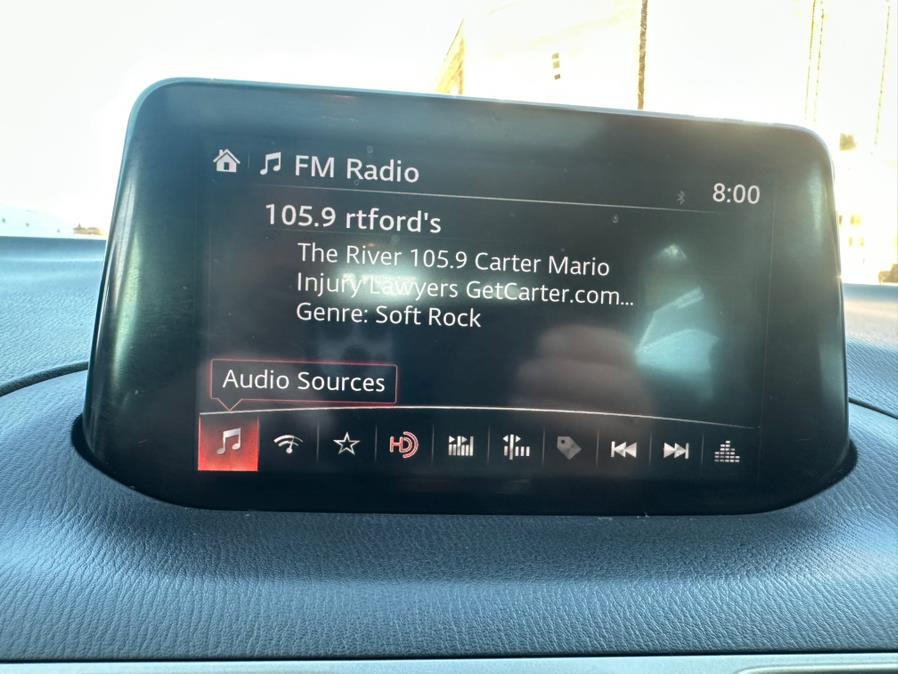 FM Radio
8:00
105.9 rtford's
The River 105.9 Carter Mario
Injury Lawyers GetCarter.com...
Genre: Soft Rock
Audio Sources
HD